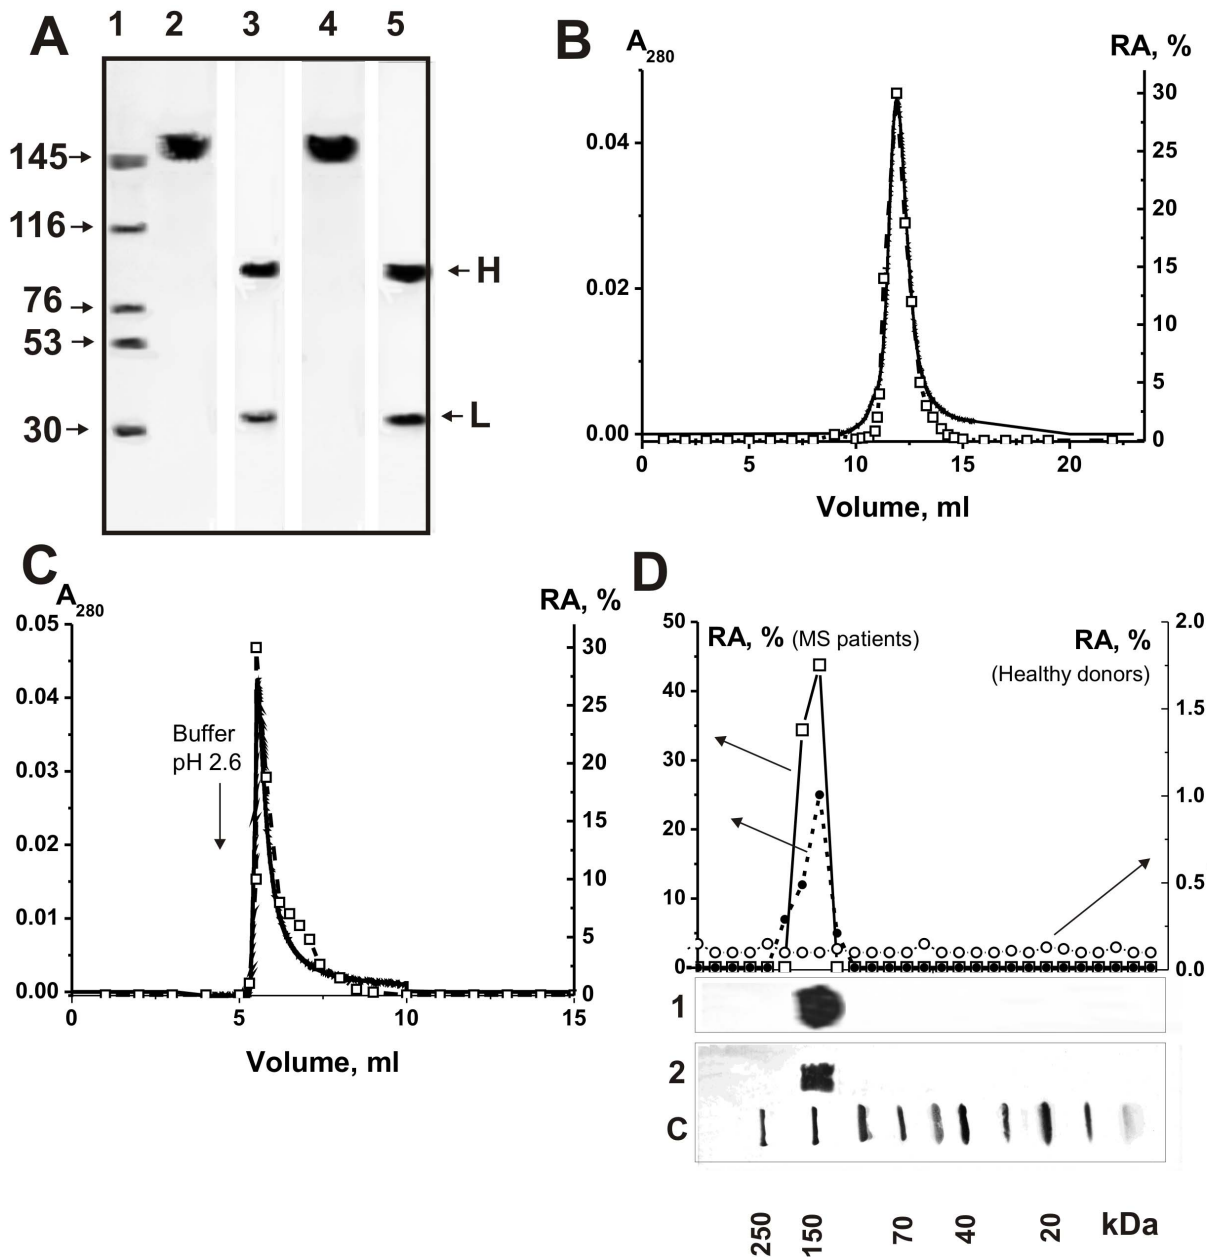 A
1 2 3 4 5
145
116
76
53
30
H
L
B
A280
RA, %
0.04
0.02
0.00
30
25
20
15
10
5
0
0 5 10 15 20
Volume, ml
C
A280
RA, %
0.05
0.04
0.03
0.02
0.01
0.00
Buffer
pH 2.6
30
25
20
15
10
5
0
0 5 10 15
Volume, ml
D
RA, % (MS patients)
RA, %
(Healthy donors)
50
40
30
20
10
0
2.0
1.5
1.0
0.5
0.0
1
2
C
250 150 70 40 20 kDa